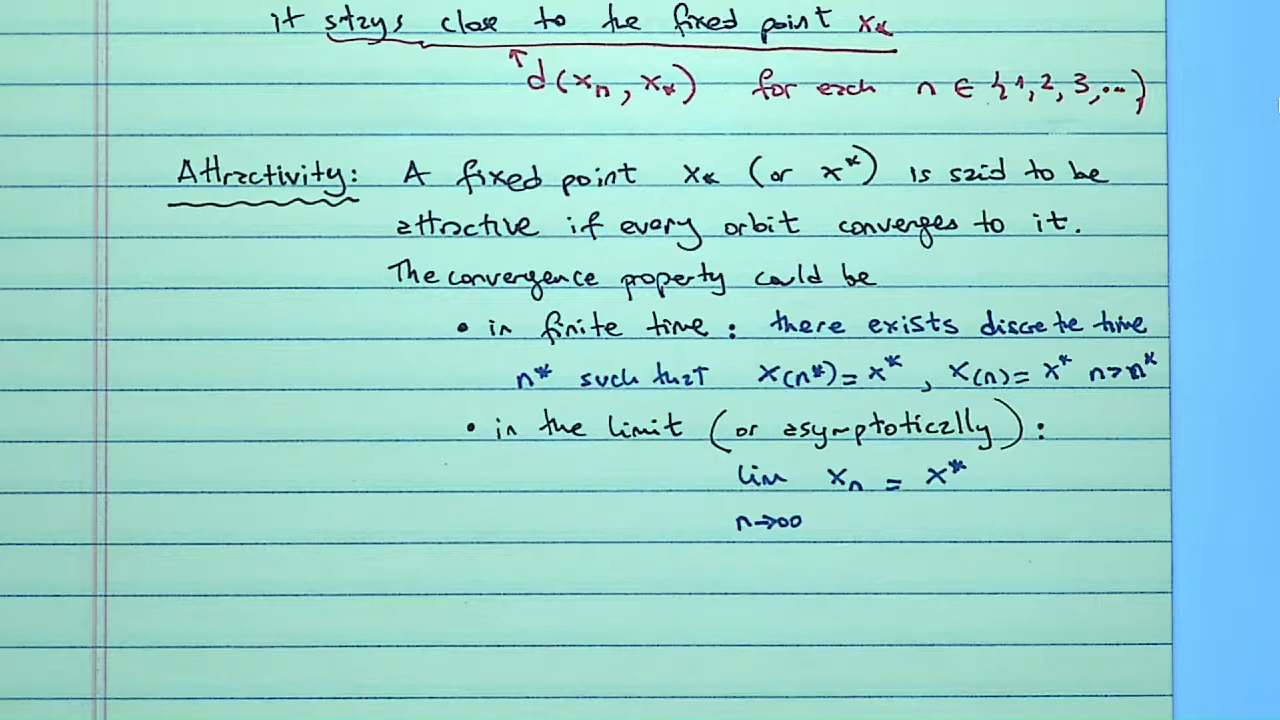 it stays close to the fixed point x*
↑ d(xn, x*) for each n ∈ {1, 2, 3, ...}
Attractivity: A fixed point x* (or x*) is said to be
attractive if every orbit converges to it.
The convergence property could be
• in finite time: there exists discrete time
n* such that x(n*) = x*, x(n) = x* n > n*
• in the limit (or asymptotically):
lim xn = x*
n→∞